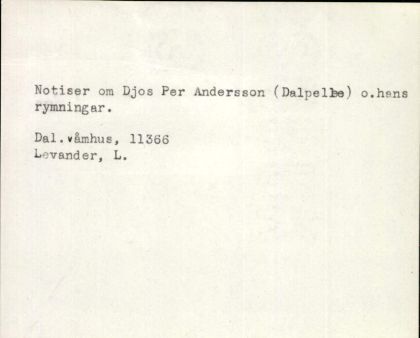 Notiser om Djos Per Andersson (Dalpelle) o.hans
rymningar.
Dal.våmhus, 11366
Levander, L.